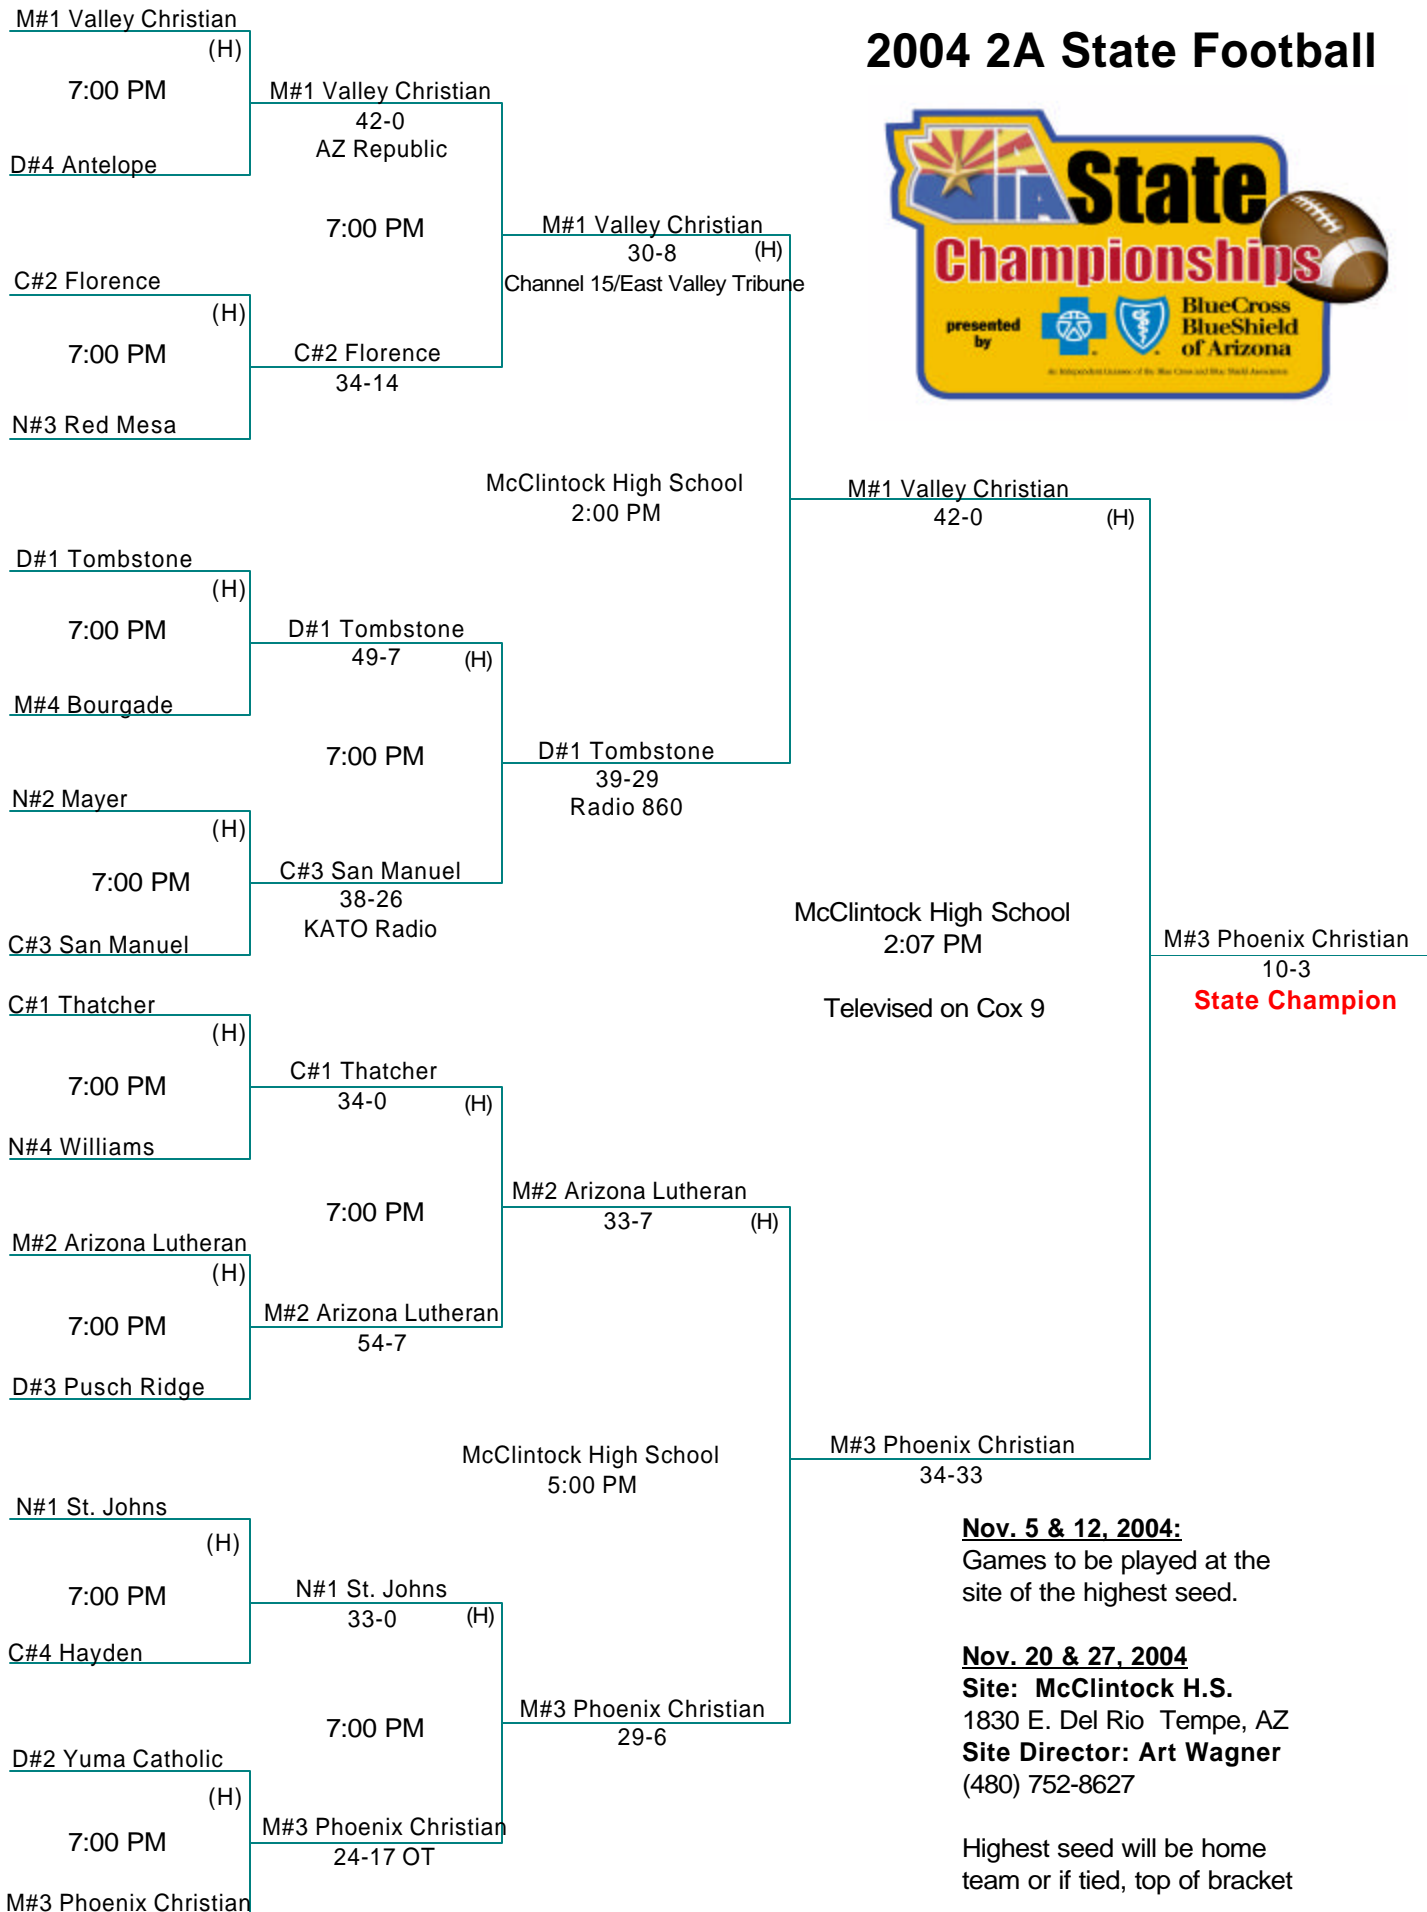 2004 2A State Football
M#1 Valley Christian
(H)
7:00 PM
D#4 Antelope
M#1 Valley Christian
42-0
AZ Republic
7:00 PM
C#2 Florence
(H)
7:00 PM
N#3 Red Mesa
C#2 Florence
34-14
M#1 Valley Christian
30-8 (H)
Channel 15/East Valley Tribune
AIA State
Championships
presented
by
BlueCross
BlueShield
of Arizona
An Independent Licensee of the Blue Cross and Blue Shield Association
McClintock High School
2:00 PM
M#1 Valley Christian
42-0 (H)
D#1 Tombstone
(H)
7:00 PM
M#4 Bourgade
D#1 Tombstone
49-7 (H)
7:00 PM
D#1 Tombstone
39-29
Radio 860
N#2 Mayer
(H)
7:00 PM
C#3 San Manuel
C#3 San Manuel
38-26
KATO Radio
McClintock High School
2:07 PM
Televised on Cox 9
M#3 Phoenix Christian
10-3
State Champion
C#1 Thatcher
(H)
7:00 PM
N#4 Williams
C#1 Thatcher
34-0 (H)
7:00 PM
M#2 Arizona Lutheran
33-7 (H)
M#2 Arizona Lutheran
(H)
7:00 PM
D#3 Pusch Ridge
M#2 Arizona Lutheran
54-7
McClintock High School
5:00 PM
M#3 Phoenix Christian
34-33
N#1 St. Johns
(H)
7:00 PM
C#4 Hayden
N#1 St. Johns
33-0 (H)
7:00 PM
M#3 Phoenix Christian
29-6
D#2 Yuma Catholic
(H)
7:00 PM
M#3 Phoenix Christian
M#3 Phoenix Christian
24-17 OT
Nov. 5 & 12, 2004:
Games to be played at the
site of the highest seed.
Nov. 20 & 27, 2004
Site: McClintock H.S.
1830 E. Del Rio Tempe, AZ
Site Director: Art Wagner
(480) 752-8627
Highest seed will be home
team or if tied, top of bracket